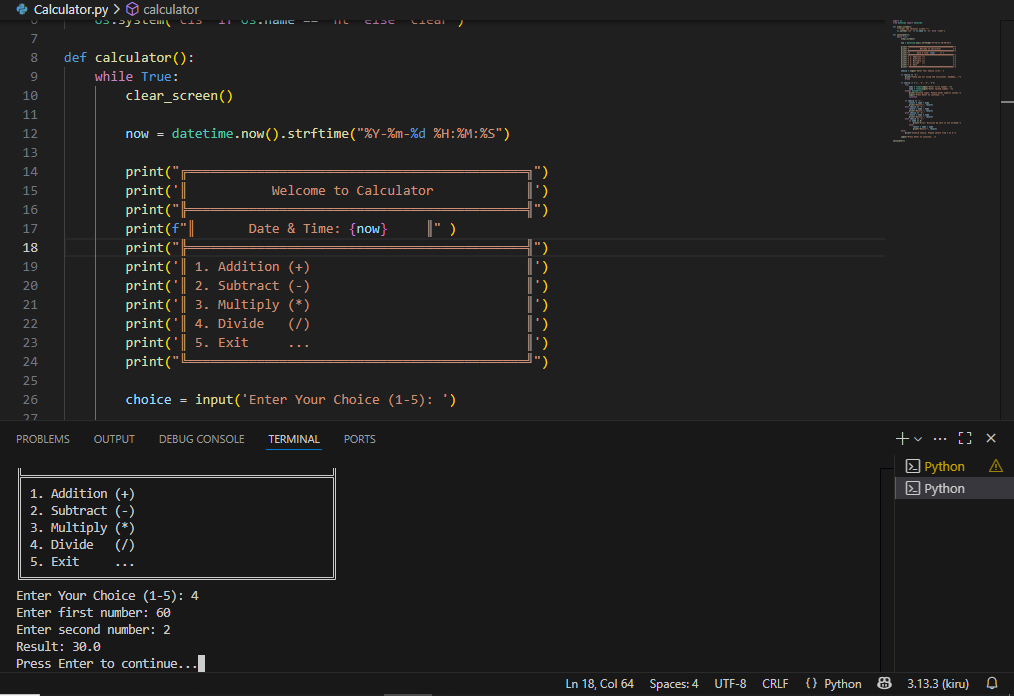 Calculator.py > calculator
6 os.system('cls' if os.name == 'nt' else 'clear')
7
8 def calculator():
9 while True:
10 clear_screen()
11
12 now = datetime.now().strftime("%Y-%m-%d %H:%M:%S")
13
14 print("╔════════════════════════════════════════════╗")
15 print('║           Welcome to Calculator            ║')
16 print("╠════════════════════════════════════════════╣")
17 print(f"║       Date & Time: {now}     ║" )
18 print("╠════════════════════════════════════════════╣")
19 print('║ 1. Addition (+)                            ║')
20 print('║ 2. Subtract (-)                            ║')
21 print('║ 3. Multiply (*)                            ║')
22 print('║ 4. Divide   (/)                            ║')
23 print('║ 5. Exit     ...                            ║')
24 print("╚════════════════════════════════════════════╝")
25
26 choice = input('Enter Your Choice (1-5): ')
27
PROBLEMS OUTPUT DEBUG CONSOLE TERMINAL PORTS
Python
Python
1. Addition (+)
2. Subtract (-)
3. Multiply (*)
4. Divide   (/)
5. Exit     ...
Enter Your Choice (1-5): 4
Enter first number: 60
Enter second number: 2
Result: 30.0
Press Enter to continue...
Ln 18, Col 64 Spaces: 4 UTF-8 CRLF {} Python 3.13.3 (kiru)